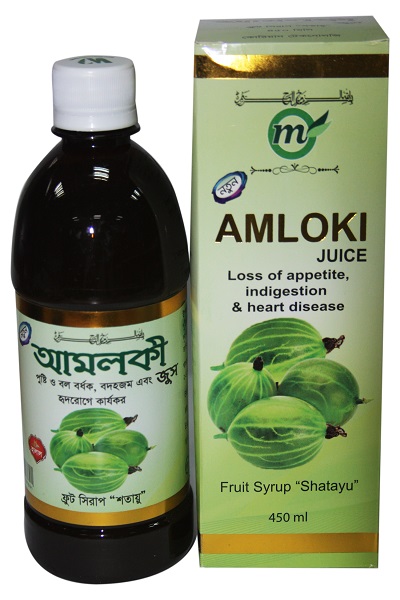 m
নতুন
AMLOKI
JUICE
Loss of appetite,
indigestion
& heart disease
Fruit Syrup “Shatayu”
450 ml
আমলকী
জুস
পুষ্টি ও বল বর্ধক, বদহজম এবং
হৃদরোগে কার্যকর
ফ্রুট সিরাপ “শতায়ু”